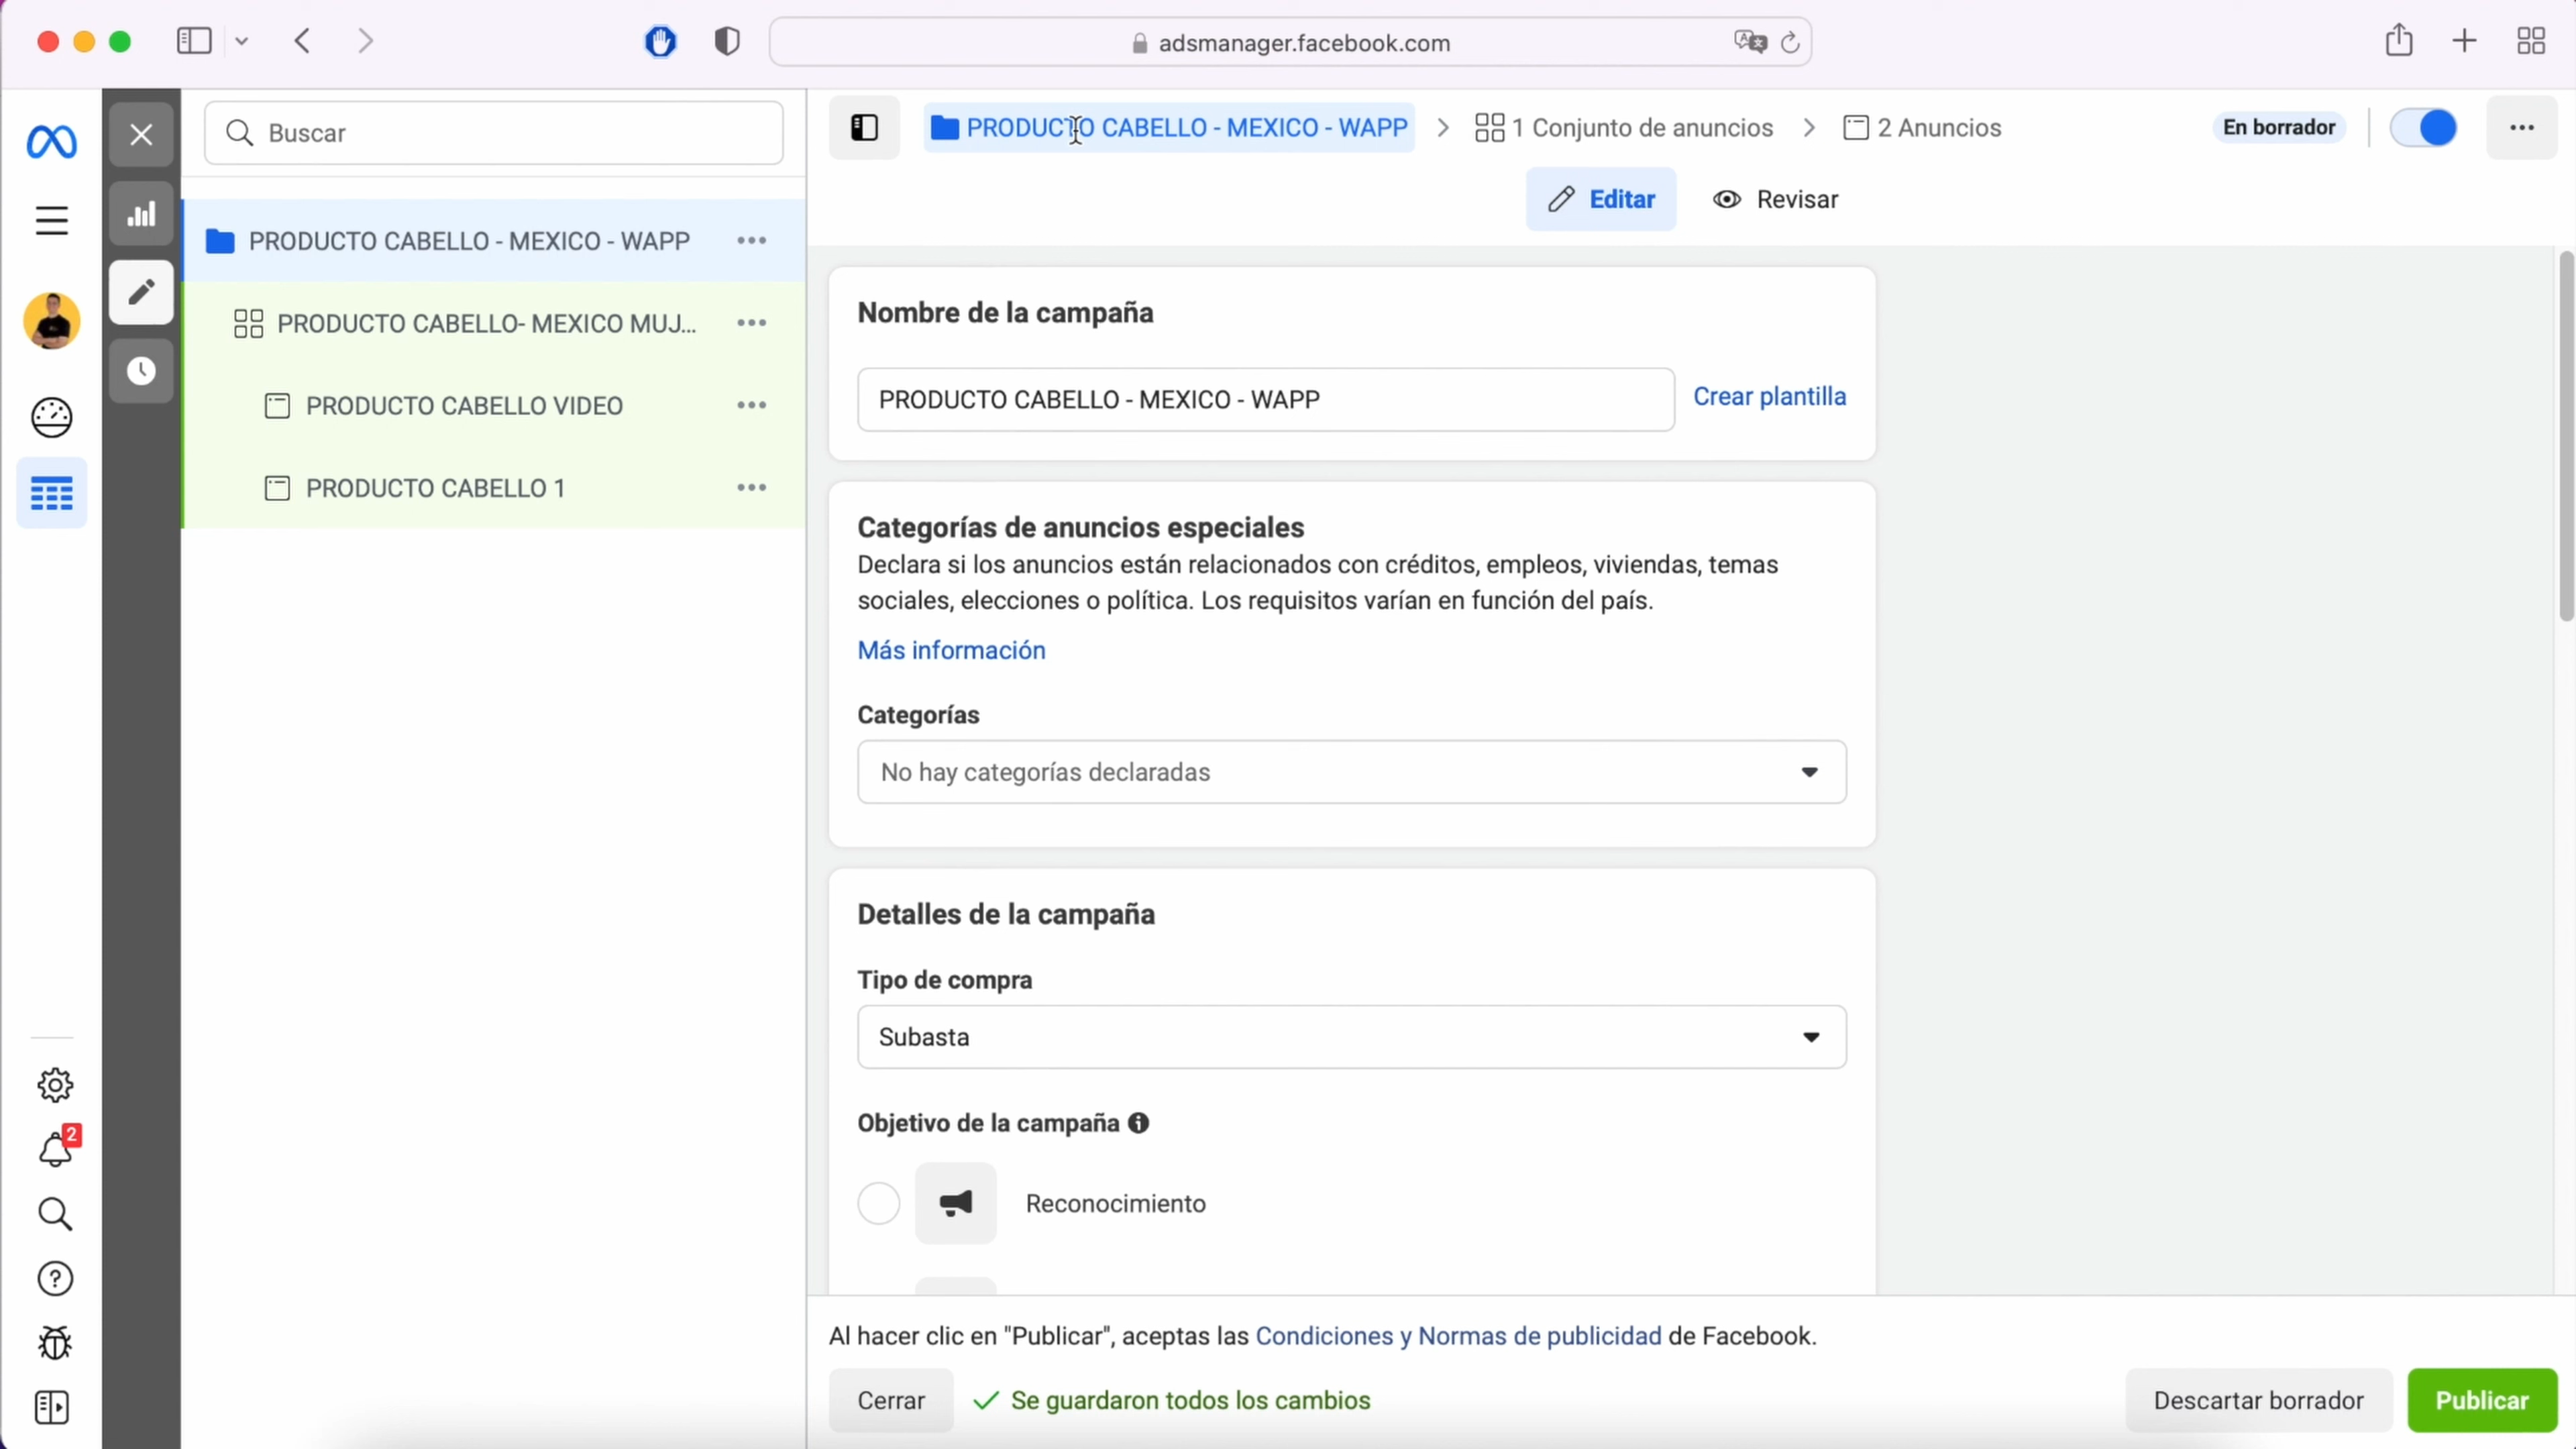 adsmanager.facebook.com
Buscar
PRODUCTO CABELLO - MEXICO - WAPP
PRODUCTO CABELLO- MEXICO MUJ...
PRODUCTO CABELLO VIDEO
PRODUCTO CABELLO 1
2
PRODUCTO CABELLO - MEXICO - WAPP
1 Conjunto de anuncios
2 Anuncios
En borrador
Editar
Revisar
Nombre de la campaña
PRODUCTO CABELLO - MEXICO - WAPP
Crear plantilla
Categorías de anuncios especiales
Declara si los anuncios están relacionados con créditos, empleos, viviendas, temas
sociales, elecciones o política. Los requisitos varían en función del país.
Más información
Categorías
No hay categorías declaradas
Detalles de la campaña
Tipo de compra
Subasta
Objetivo de la campaña
Reconocimiento
Al hacer clic en "Publicar", aceptas las Condiciones y Normas de publicidad de Facebook.
Cerrar
Se guardaron todos los cambios
Descartar borrador
Publicar